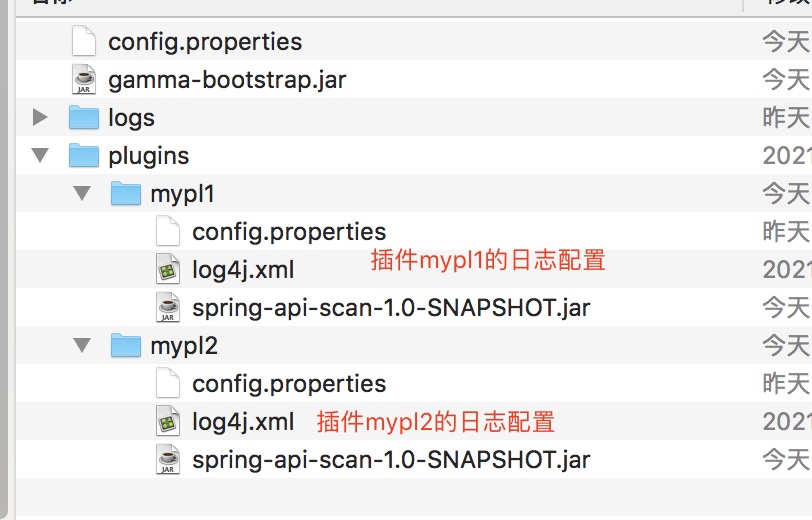 config.properties 今天
gamma-bootstrap.jar 今天
logs 昨天
plugins 2021
mypl1 今天
config.properties 昨天
插件mypl1的日志配置
log4j.xml 2021
spring-api-scan-1.0-SNAPSHOT.jar 今天
mypl2 今天
config.properties 昨天
log4j.xml 插件mypl2的日志配置 2021
spring-api-scan-1.0-SNAPSHOT.jar 今天